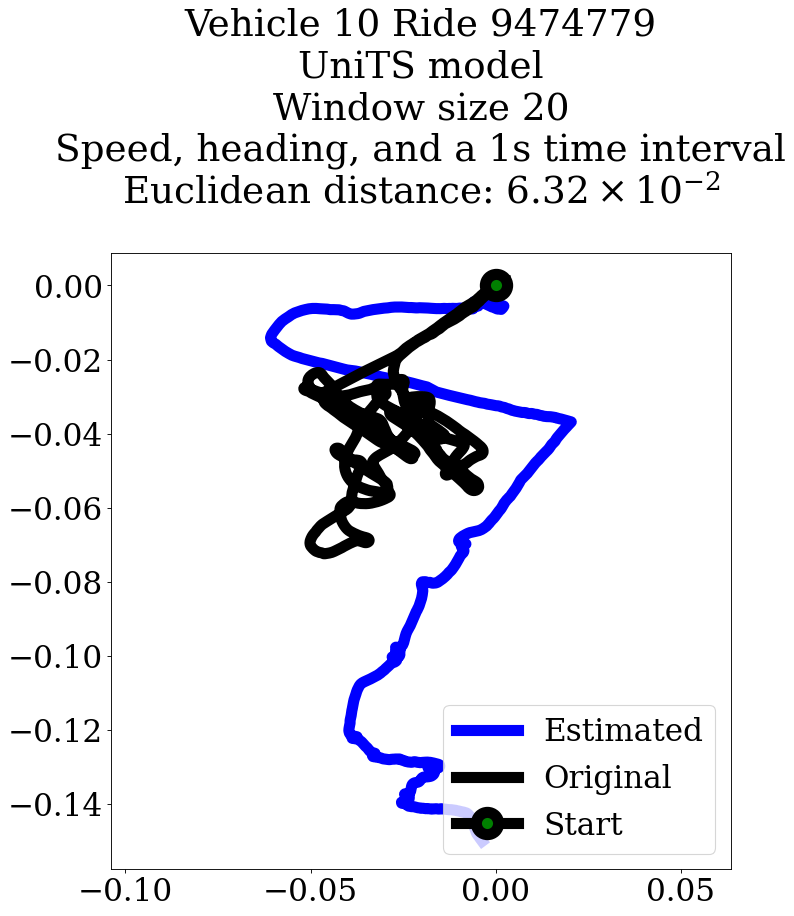 Vehicle 10 Ride 9474779
UniTS model
Window size 20
Speed, heading, and a 1s time interval
Euclidean distance: 6.32 × 10⁻²
0.00
−0.02
−0.04
−0.06
−0.08
−0.10
−0.12
−0.14
Estimated
Original
Start
−0.10 −0.05 0.00 0.05